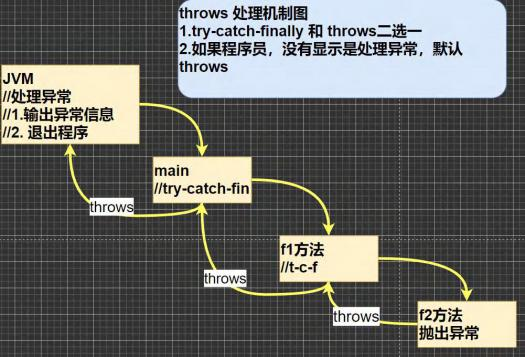 throws 处理机制图
1.try-catch-finally 和 throws二选一
2.如果程序员，没有显示是处理异常，默认
throws
JVM
//处理异常
//1.输出异常信息
//2. 退出程序
main
//try-catch-fin
throws
f1方法
//t-c-f
throws
f2方法
抛出异常
throws